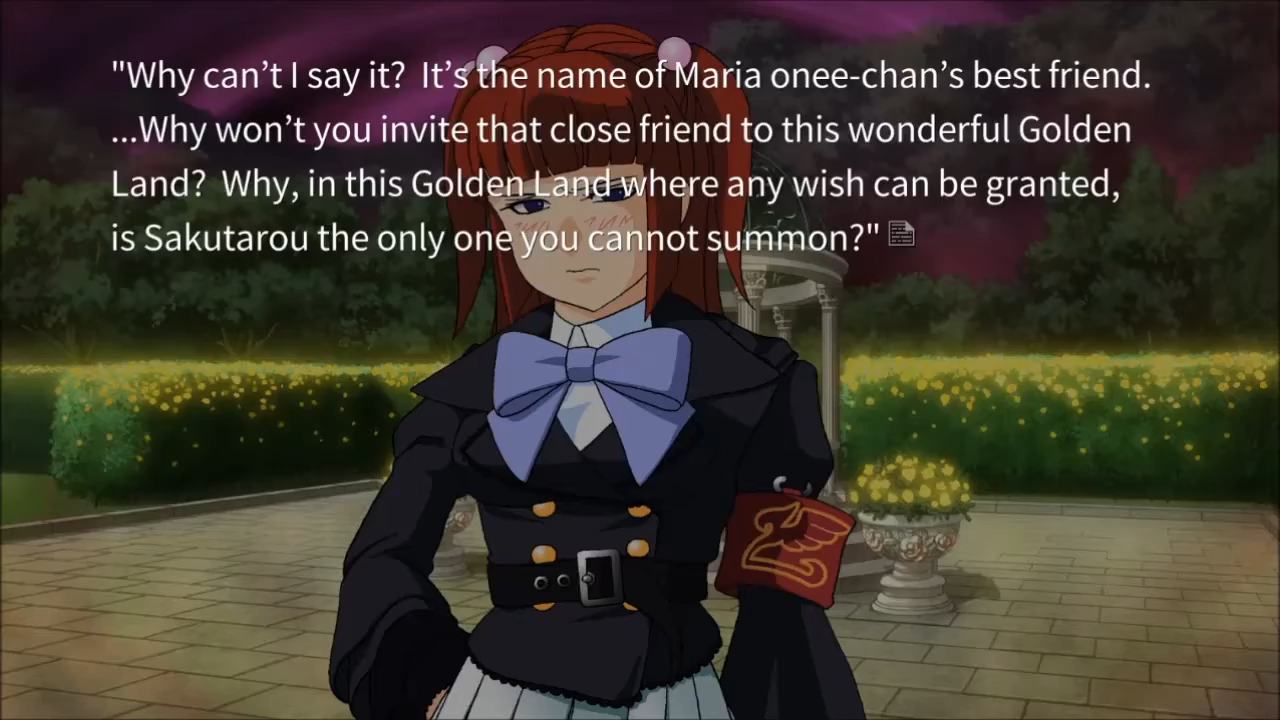 "Why can’t I say it?  It’s the name of Maria onee-chan’s best friend.
...Why won’t you invite that close friend to this wonderful Golden
Land?  Why, in this Golden Land where any wish can be granted,
is Sakutarou the only one you cannot summon?"